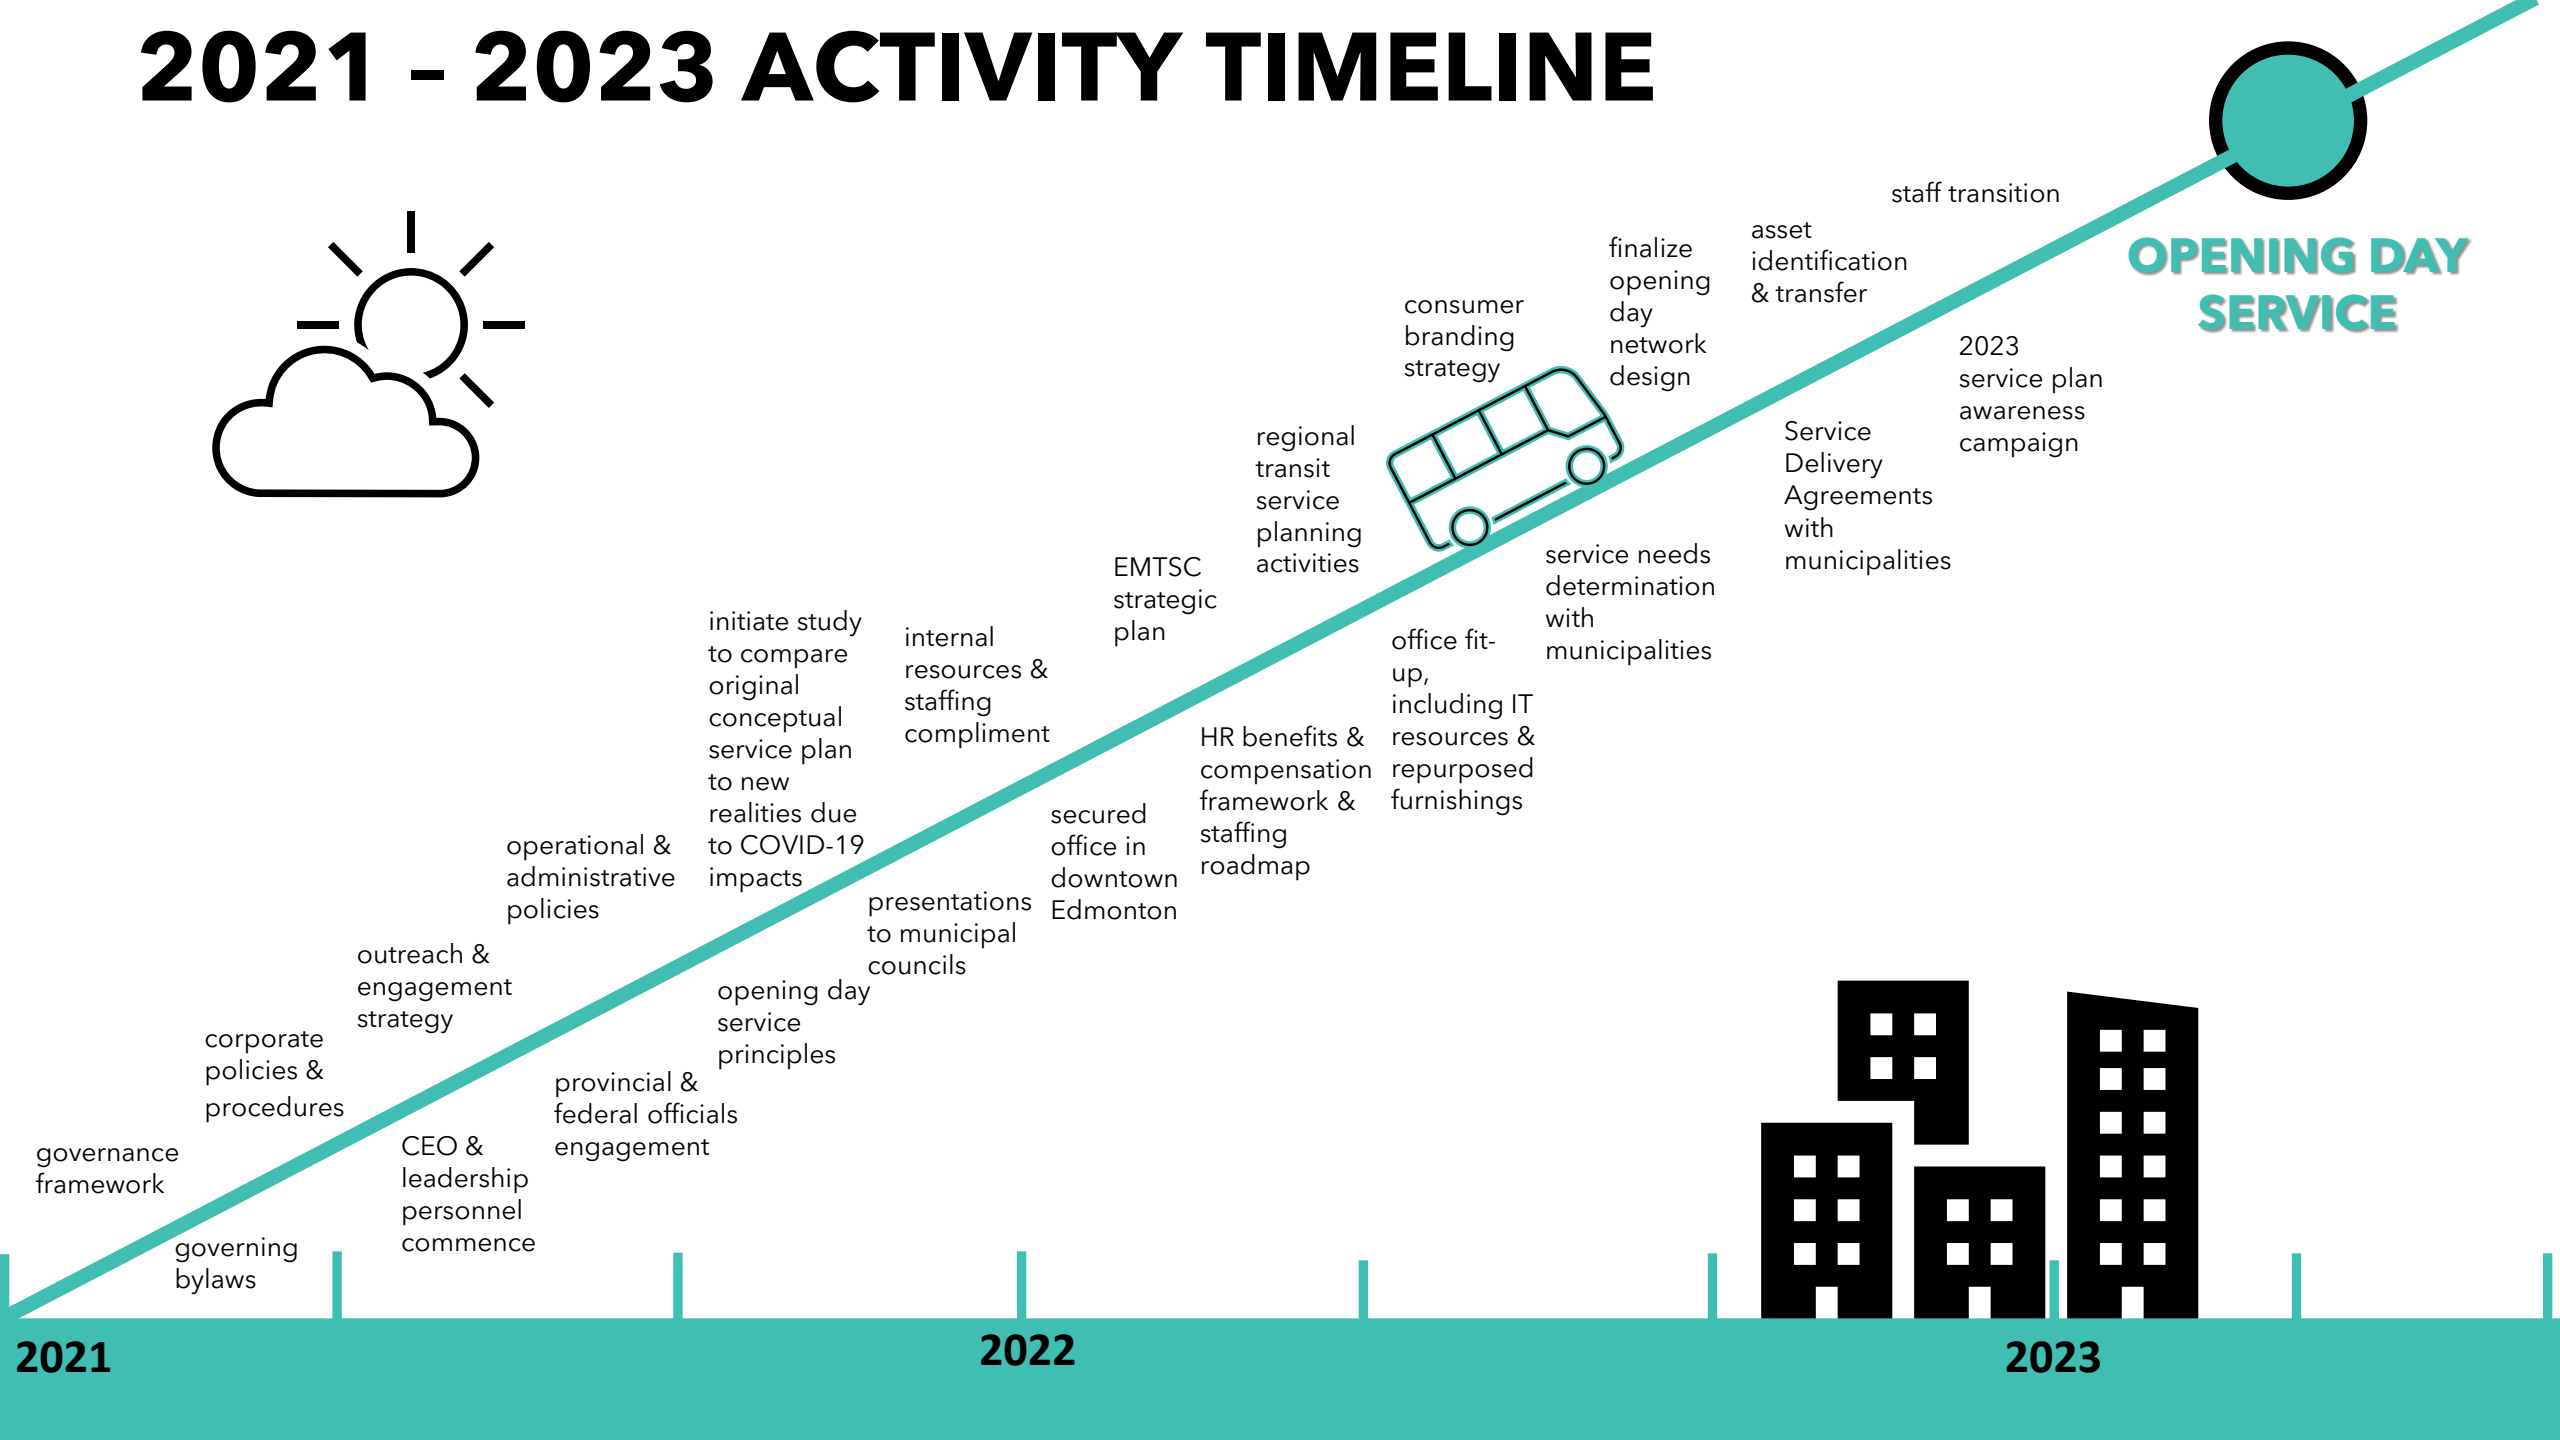 2021 – 2023 ACTIVITY TIMELINE
staff transition
asset
identification
& transfer
finalize
opening
day
network
design
consumer
branding
strategy
OPENING DAY
SERVICE
2023
service plan
awareness
campaign
Service
Delivery
Agreements
with
municipalities
regional
transit
service
planning
activities
service needs
determination
with
municipalities
EMTSC
strategic
plan
office fit-
up,
including IT
resources &
repurposed
furnishings
initiate study
to compare
original
conceptual
service plan
to new
realities due
to COVID-19
impacts
internal
resources &
staffing
compliment
HR benefits &
compensation
framework &
staffing
roadmap
secured
office in
downtown
Edmonton
operational &
administrative
policies
presentations
to municipal
councils
outreach &
engagement
strategy
opening day
service
principles
corporate
policies &
procedures
provincial &
federal officials
engagement
governance
framework
CEO &
leadership
personnel
commence
governing
bylaws
2021
2022
2023